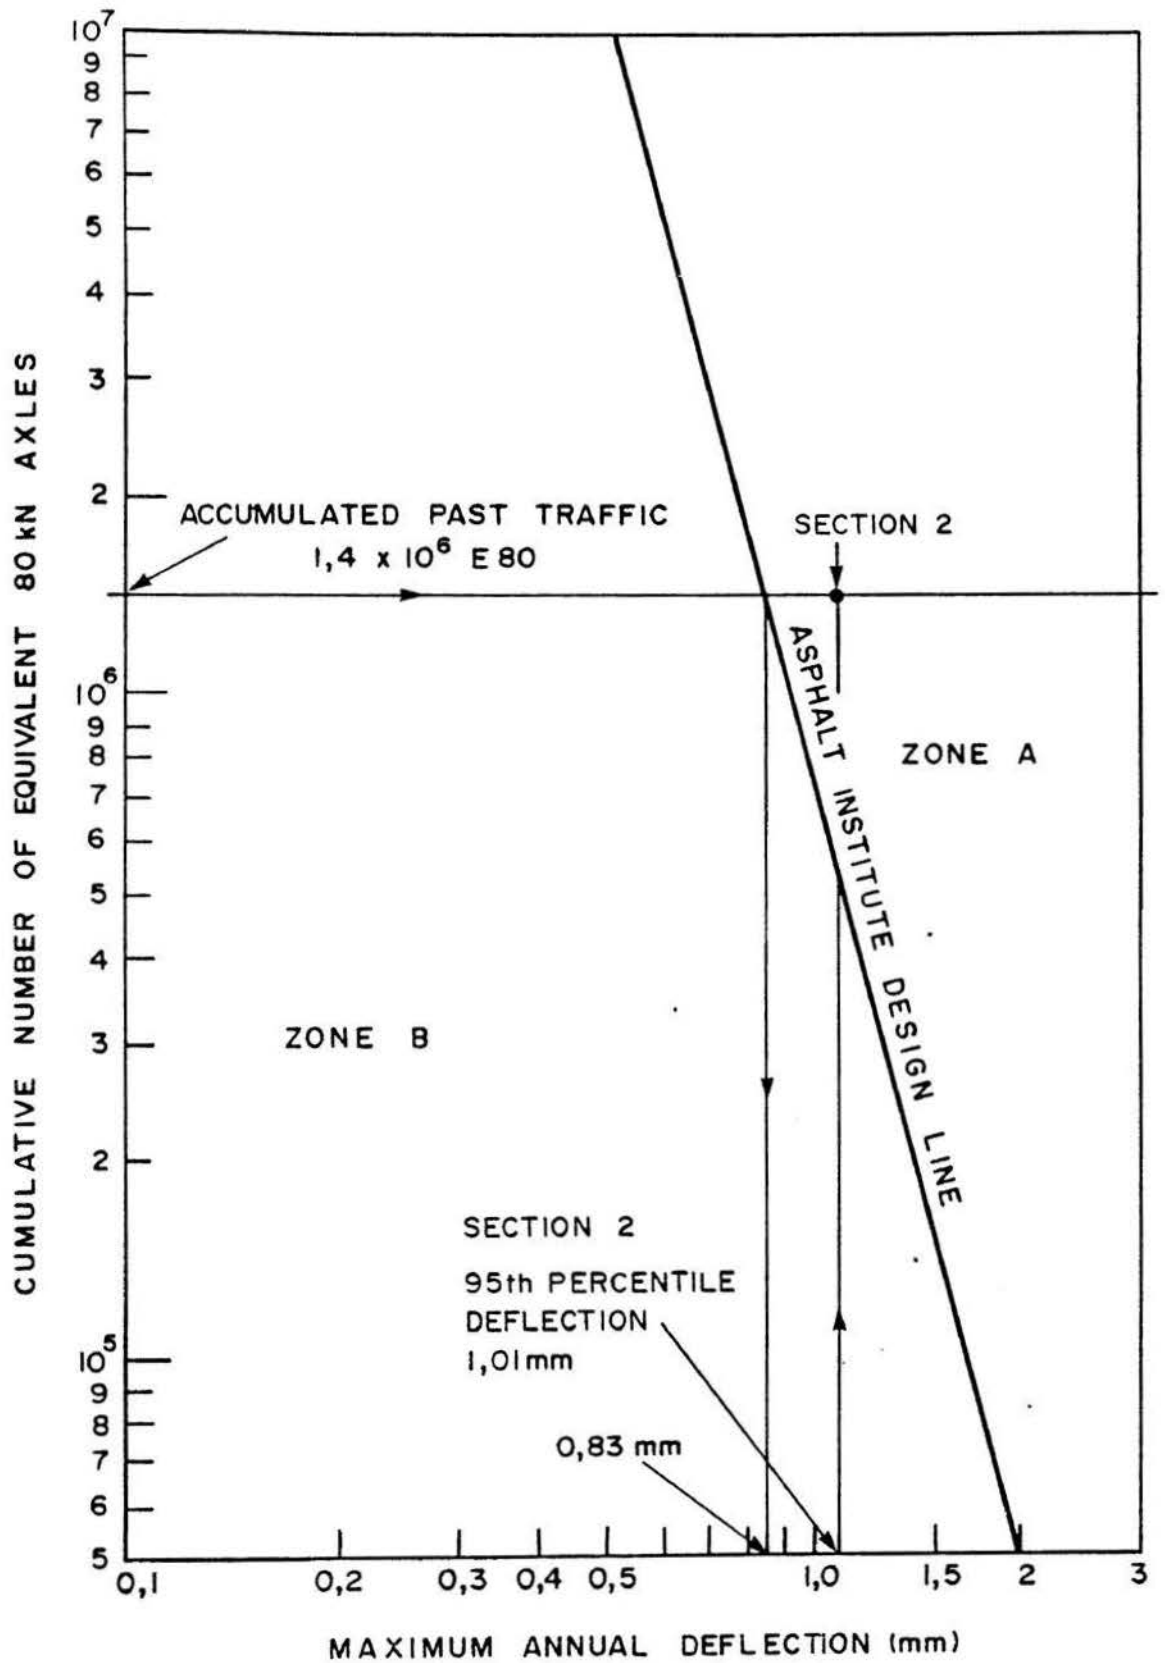 10⁷
9
8
7
6
5
4
3
2
10⁶
9
8
7
6
5
4
3
2
10⁵
9
8
7
6
5
CUMULATIVE NUMBER OF EQUIVALENT 80 kN AXLES
ACCUMULATED PAST TRAFFIC
1,4 x 10⁶ E 80
SECTION 2
ASPHALT INSTITUTE DESIGN LINE
ZONE A
ZONE B
SECTION 2
95th PERCENTILE
DEFLECTION
1,01mm
0,83 mm
0,1 0,2 0,3 0,4 0,5 1,0 1,5 2 3
MAXIMUM ANNUAL DEFLECTION (mm)